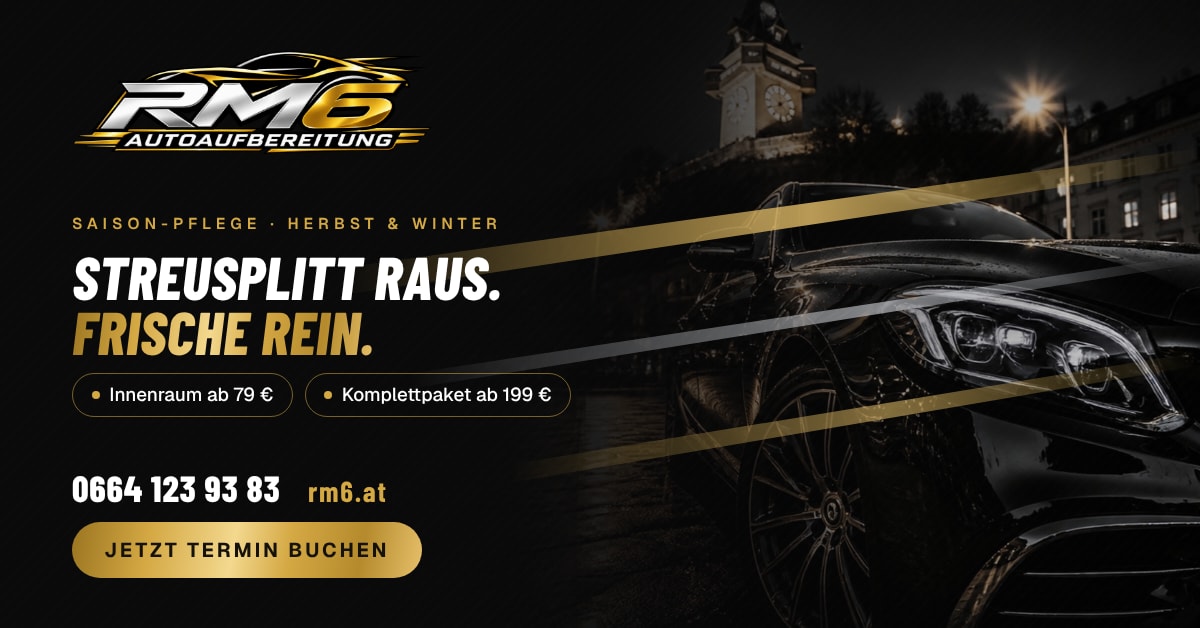 RM6
AUTOAUFBEREITUNG
SAISON-PFLEGE · HERBST & WINTER
STREUSPLITT RAUS.
FRISCHE REIN.
Innenraum ab 79 €
Komplettpaket ab 199 €
0664 123 93 83 rm6.at
JETZT TERMIN BUCHEN